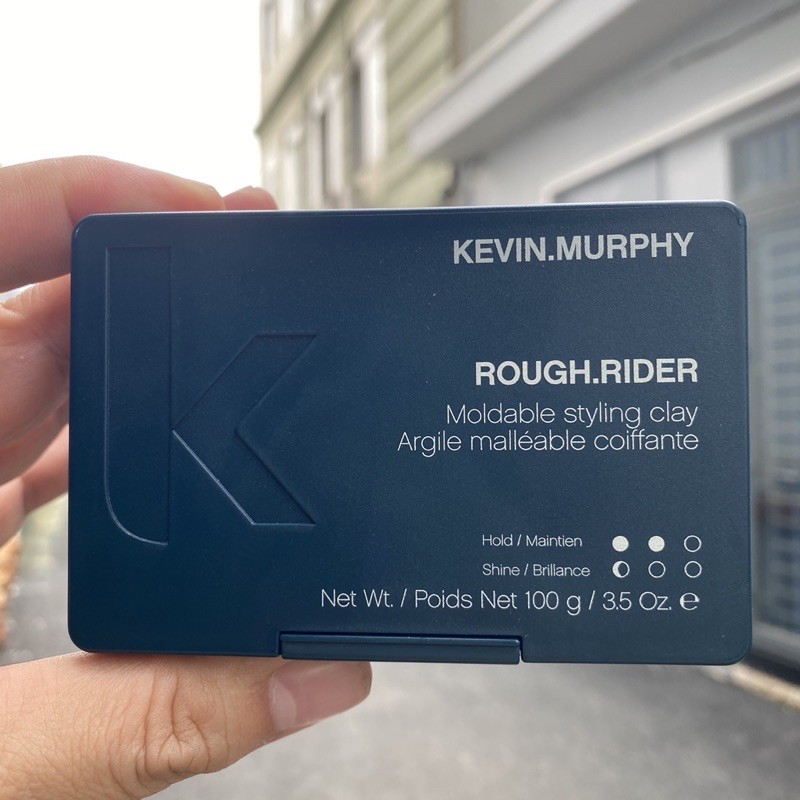 KEVIN.MURPHY
ROUGH.RIDER
Moldable styling clay
Argile malléable coiffante
Hold / Maintien
Shine / Brillance
Net Wt. / Poids Net 100 g / 3.5 Oz. ℮